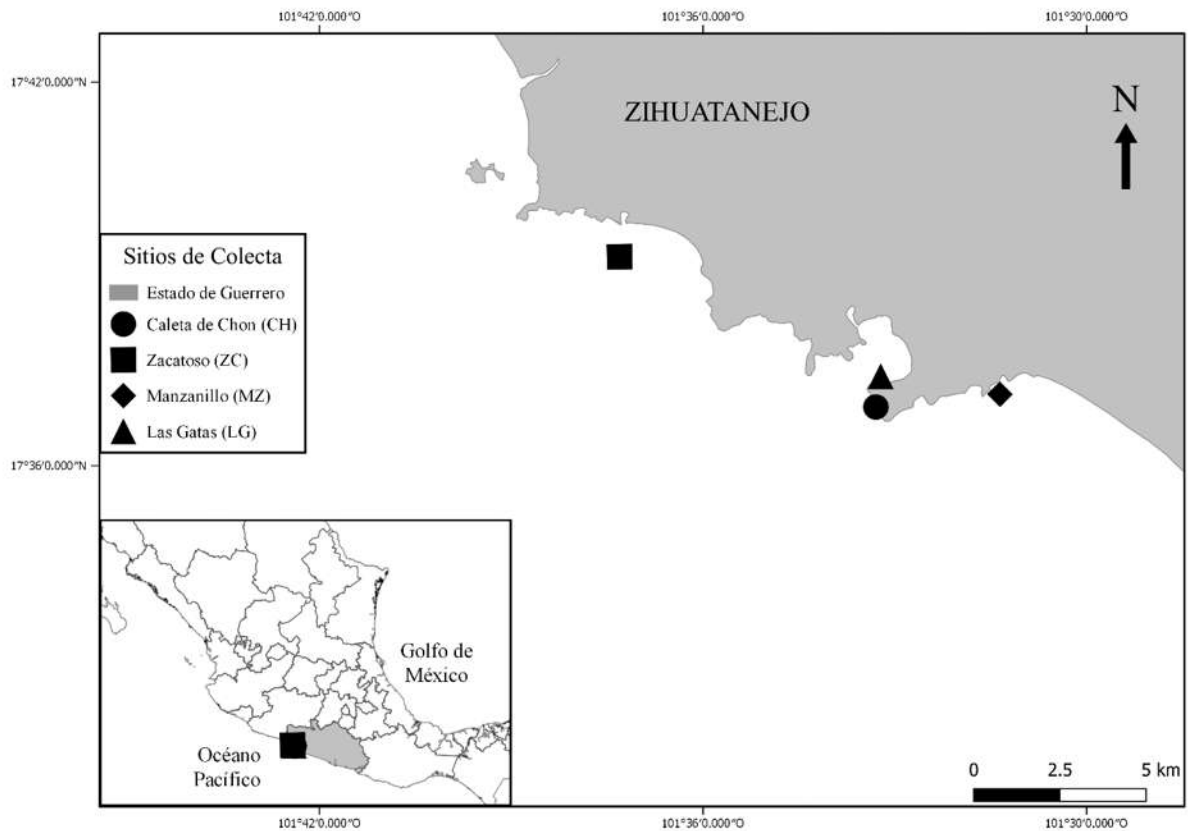 101°42'0.000"O
101°36'0.000"O
101°30'0.000"O
17°42'0.000"N
ZIHUATANEJO
N
Sitios de Colecta
Estado de Guerrero
Caleta de Chon (CH)
Zacatoso (ZC)
Manzanillo (MZ)
Las Gatas (LG)
17°36'0.000"N
Golfo de
México
Océano
Pacífico
0 2.5 5 km
101°42'0.000"O
101°36'0.000"O
101°30'0.000"O